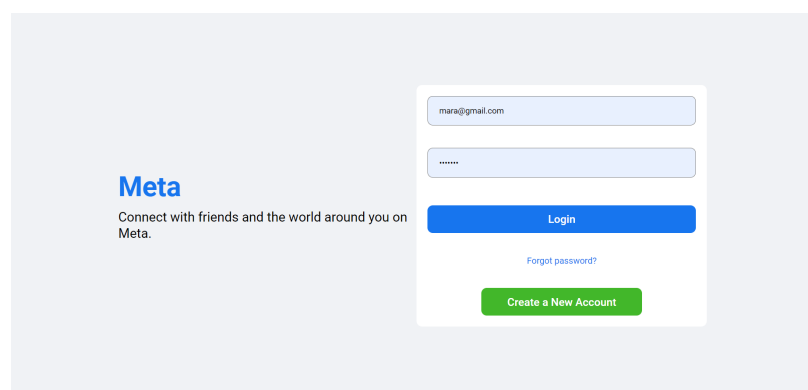 Meta
Connect with friends and the world around you on
Meta.
mara@gmail.com
•••••••
Login
Forgot password?
Create a New Account